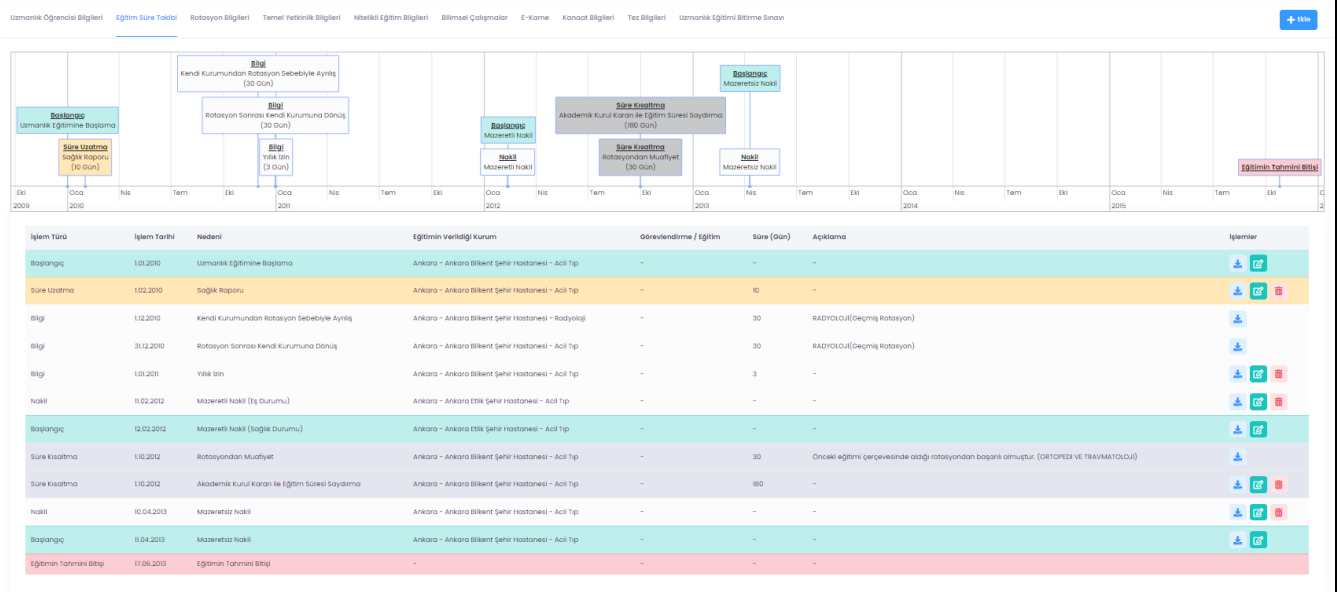 Uzmanlık Öğrencisi Bilgileri Eğitim Süre Takibi Rotasyon Bilgileri Temel Yetkinlik Bilgileri Nitelikli Eğitim Bilgileri Bilimsel Çalışmalar E-Karne Kanaat Bilgileri Tez Bilgileri Uzmanlık Eğitimi Bitirme Sınavı + Ekle
Bilgi
Kendi Kurumundan Rotasyon Sebebiyle Ayrılış
(30 Gün)
Başlangıç
Mazeretsiz Nakil
Başlangıç
Uzmanlık Eğitimine Başlama
Bilgi
Rotasyon Sonrası Kendi Kurumuna Dönüş
(30 Gün)
Başlangıç
Mazeretli Nakil
Süre Kısaltma
Akademik Kurul Kararı ile Eğitim Süresi Saydırma
(180 Gün)
Süre Uzatma
Sağlık Raporu
(10 Gün)
Bilgi
Yıllık İzin
(3 Gün)
Nakil
Mazeretli Nakil
Süre Kısaltma
Rotasyondan Muafiyet
(30 Gün)
Nakil
Mazeretsiz Nakil
Eğitimin Tahmini Bitişi
Eki Oca Nis Tem Eki Oca Nis Tem Eki Oca Nis Tem Eki Oca Nis Tem Eki Oca Nis Tem Eki Oca Nis Tem Eki
2009 2010 2011 2012 2013 2014 2015
İşlem Türü İşlem Tarihi Nedeni Eğitimin Verildiği Kurum Görevlendirme / Eğitim Süre (Gün) Açıklama İşlemler
Başlangıç 1.01.2010 Uzmanlık Eğitimine Başlama Ankara - Ankara Bilkent Şehir Hastanesi - Acil Tıp - - -
Süre Uzatma 1.02.2010 Sağlık Raporu Ankara - Ankara Bilkent Şehir Hastanesi - Acil Tıp - 10 -
Bilgi 1.12.2010 Kendi Kurumundan Rotasyon Sebebiyle Ayrılış Ankara - Ankara Bilkent Şehir Hastanesi - Radyoloji - 30 RADYOLOJİ(Geçmiş Rotasyon)
Bilgi 31.12.2010 Rotasyon Sonrası Kendi Kurumuna Dönüş Ankara - Ankara Bilkent Şehir Hastanesi - Acil Tıp - 30 RADYOLOJİ(Geçmiş Rotasyon)
Bilgi 1.01.2011 Yıllık İzin Ankara - Ankara Bilkent Şehir Hastanesi - Acil Tıp - 3 -
Nakil 11.02.2012 Mazeretli Nakil (Eş Durumu) Ankara - Ankara Etlik Şehir Hastanesi - Acil Tıp - - -
Başlangıç 12.02.2012 Mazeretli Nakil (Sağlık Durumu) Ankara - Ankara Etlik Şehir Hastanesi - Acil Tıp - - -
Süre Kısaltma 1.10.2012 Rotasyondan Muafiyet Ankara - Ankara Bilkent Şehir Hastanesi - Acil Tıp - 30 Önceki eğitimi çerçevesinde aldığı rotasyondan başarılı olmuştur. (ORTOPEDİ VE TRAVMATOLOJİ)
Süre Kısaltma 1.10.2012 Akademik Kurul Kararı ile Eğitim Süresi Saydırma Ankara - Ankara Bilkent Şehir Hastanesi - Acil Tıp - 180 -
Nakil 10.04.2013 Mazeretsiz Nakil Ankara - Ankara Bilkent Şehir Hastanesi - Acil Tıp - - -
Başlangıç 11.04.2013 Mazeretsiz Nakil Ankara - Ankara Bilkent Şehir Hastanesi - Acil Tıp - - -
Eğitimin Tahmini Bitişi 17.06.2013 Eğitimin Tahmini Bitişi - - - -